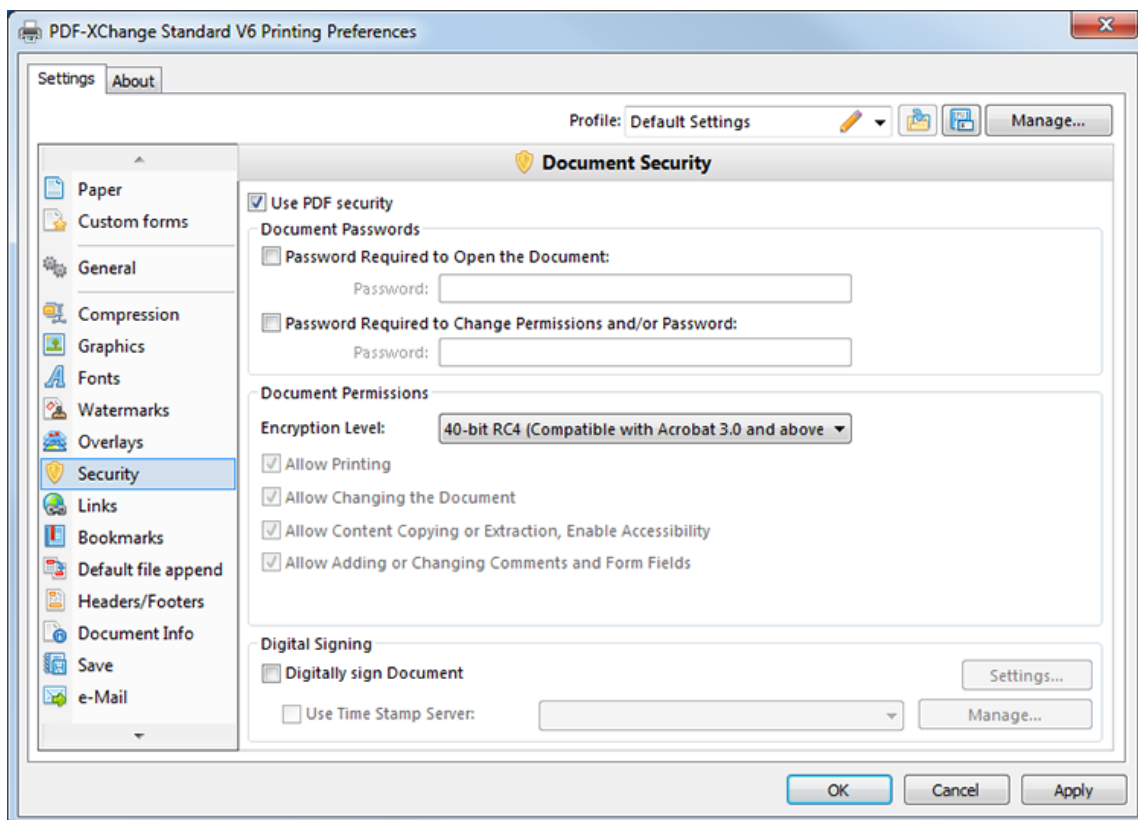 PDF-XChange Standard V6 Printing Preferences
Settings About
Profile: Default Settings Manage...
Paper
Custom forms
General
Compression
Graphics
Fonts
Watermarks
Overlays
Security
Links
Bookmarks
Default file append
Headers/Footers
Document Info
Save
e-Mail
Document Security
Use PDF security
Document Passwords
Password Required to Open the Document:
Password:
Password Required to Change Permissions and/or Password:
Password:
Document Permissions
Encryption Level: 40-bit RC4 (Compatible with Acrobat 3.0 and above
Allow Printing
Allow Changing the Document
Allow Content Copying or Extraction, Enable Accessibility
Allow Adding or Changing Comments and Form Fields
Digital Signing
Digitally sign Document Settings...
Use Time Stamp Server: Manage...
OK Cancel Apply